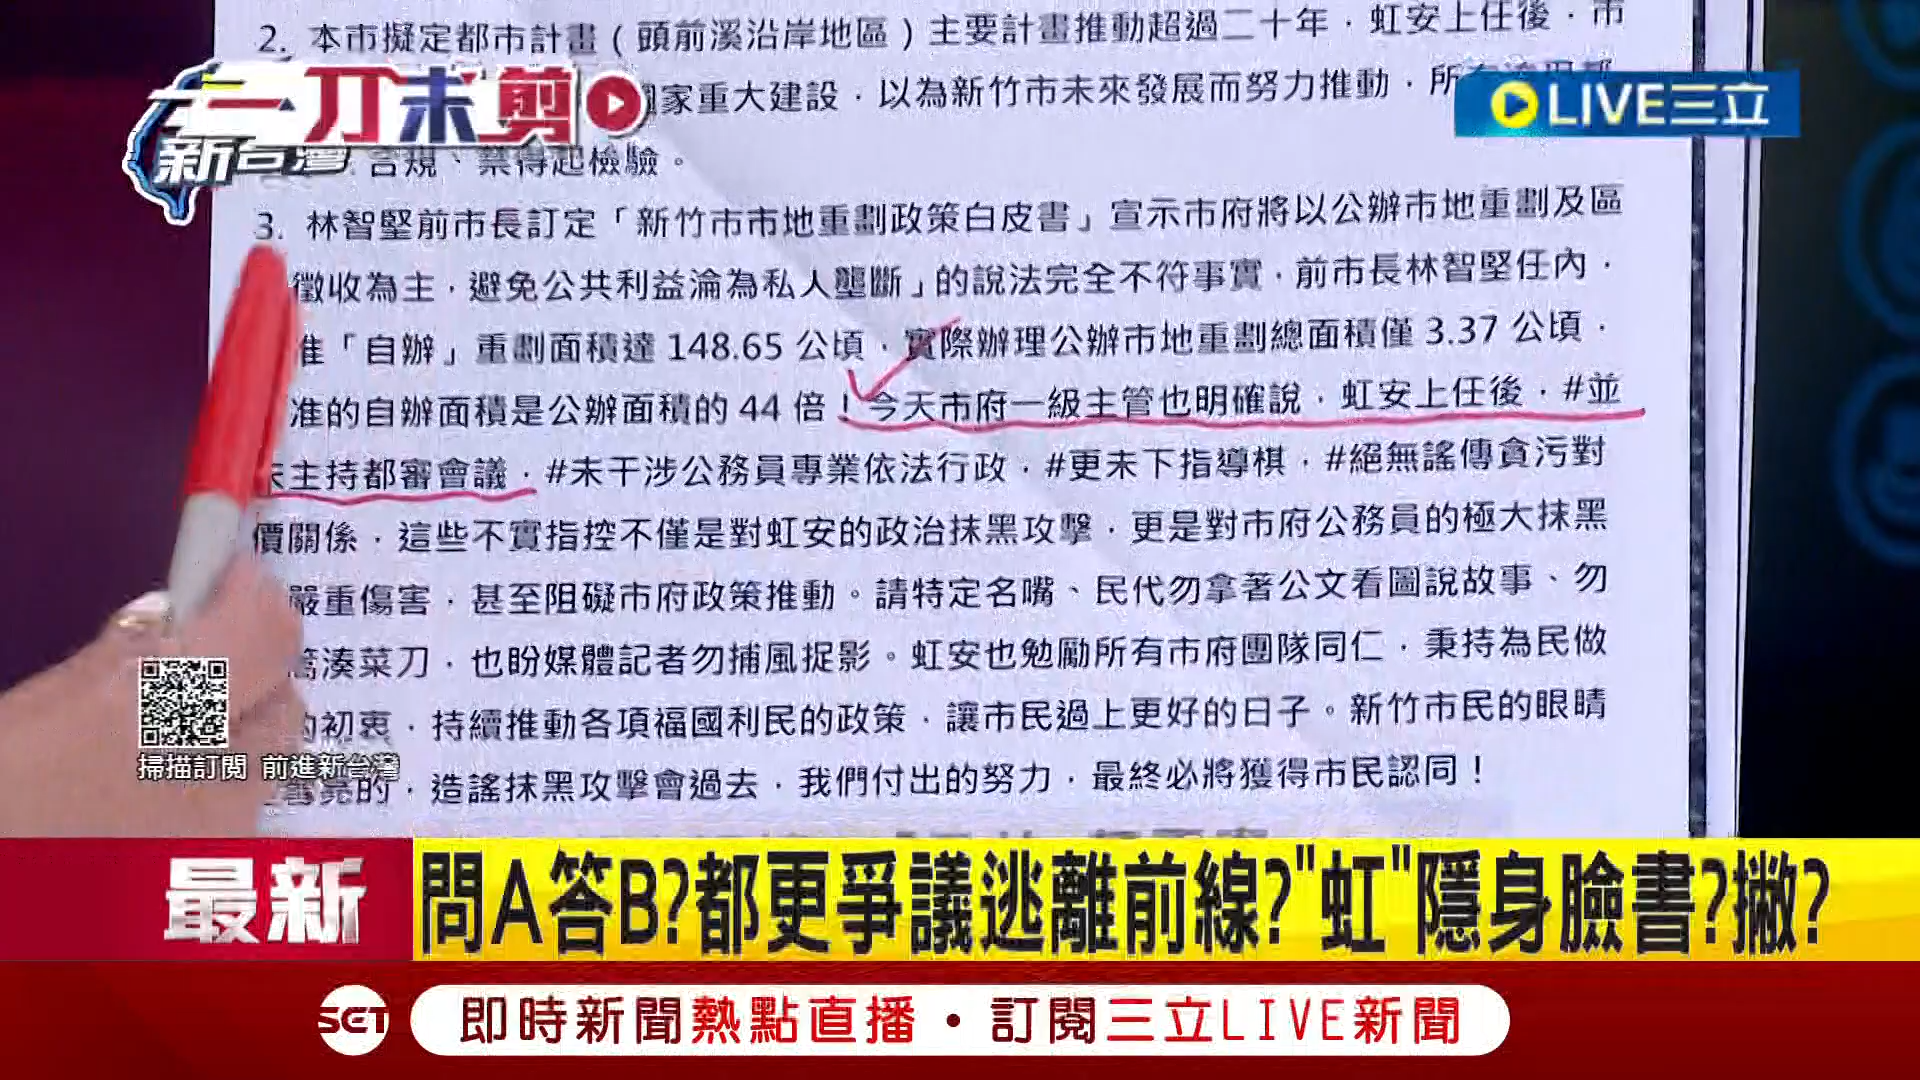 2. 本市擬定都市計畫（頭前溪沿岸地區）主要計畫推動超過二十年，虹安上任後，市
一刀未剪
國家重大建設，以為新竹市未來發展而努力推動，所
LIVE三立
新台灣
合規、禁得起檢驗。
3. 林智堅前市長訂定「新竹市市地重劃政策白皮書」宣示市府將以公辦市地重劃及區
徵收為主，避免公共利益淪為私人壟斷」的說法完全不符事實，前市長林智堅任內，
准「自辦」重劃面積達 148.65 公頃，實際辦理公辦市地重劃總面積僅 3.37 公頃，
准的自辦面積是公辦面積的 44 倍！今天市府一級主管也明確說，虹安上任後，#並
未主持都審會議，#未干涉公務員專業依法行政，#更未下指導棋，#絕無謠傳貪污對
價關係，這些不實指控不僅是對虹安的政治抹黑攻擊，更是對市府公務員的極大抹黑
嚴重傷害，甚至阻礙市府政策推動。請特定名嘴、民代勿拿著公文看圖說故事、勿
湊菜刀，也盼媒體記者勿捕風捉影。虹安也勉勵所有市府團隊同仁，秉持為民做
的初衷，持續推動各項福國利民的政策，讓市民過上更好的日子。新竹市民的眼睛
雪亮的，造謠抹黑攻擊會過去，我們付出的努力，最終必將獲得市民認同！
掃描訂閱 前進新台灣
最新
問A答B?都更爭議逃離前線?"虹"隱身臉書?撇?
SET
即時新聞熱點直播・訂閱三立LIVE新聞